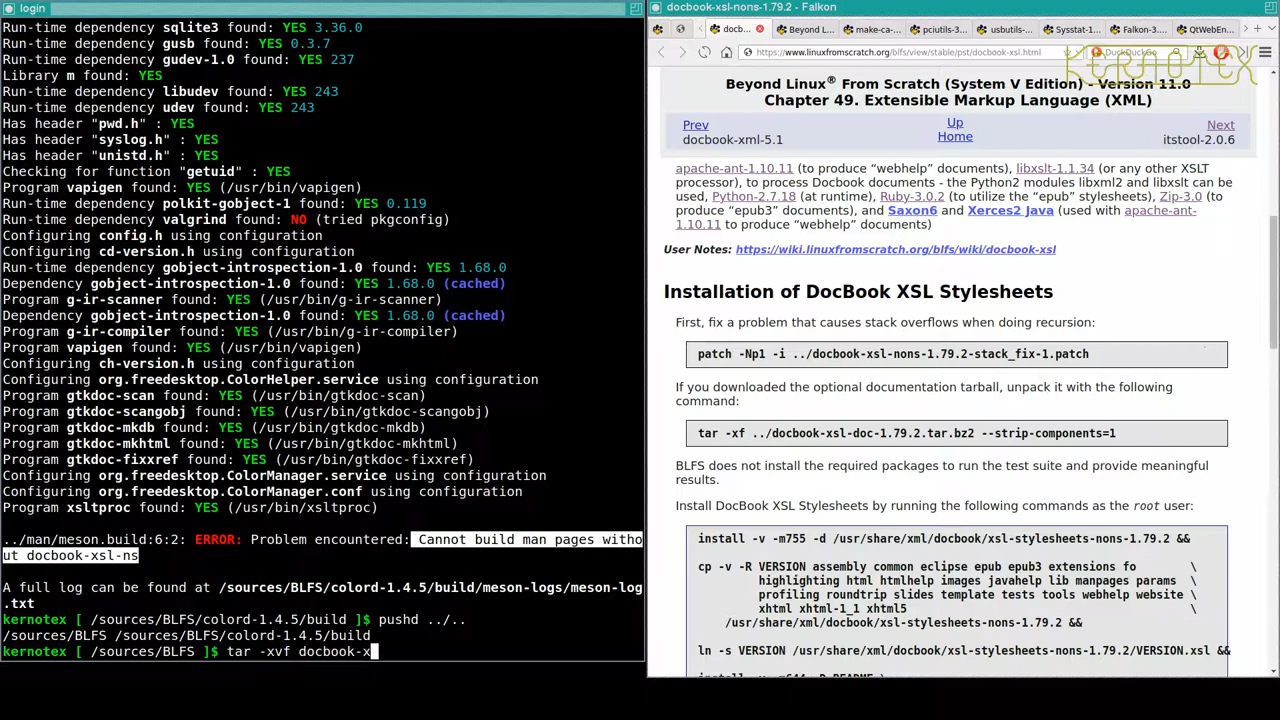 login
Run-time dependency sqlite3 found: YES 3.36.0
Run-time dependency gusb found: YES 0.3.7
Run-time dependency gudev-1.0 found: YES 237
Library m found: YES
Run-time dependency libudev found: YES 243
Run-time dependency udev found: YES 243
Has header "pwd.h" : YES
Has header "syslog.h" : YES
Has header "unistd.h" : YES
Checking for function "getuid" : YES
Program vapigen found: YES (/usr/bin/vapigen)
Run-time dependency polkit-gobject-1 found: YES 0.119
Run-time dependency valgrind found: NO (tried pkgconfig)
Configuring config.h using configuration
Configuring cd-version.h using configuration
Run-time dependency gobject-introspection-1.0 found: YES 1.68.0
Dependency gobject-introspection-1.0 found: YES 1.68.0 (cached)
Program g-ir-scanner found: YES (/usr/bin/g-ir-scanner)
Dependency gobject-introspection-1.0 found: YES 1.68.0 (cached)
Program g-ir-compiler found: YES (/usr/bin/g-ir-compiler)
Program vapigen found: YES (/usr/bin/vapigen)
Configuring ch-version.h using configuration
Configuring org.freedesktop.ColorHelper.service using configuration
Program gtkdoc-scan found: YES (/usr/bin/gtkdoc-scan)
Program gtkdoc-scangobj found: YES (/usr/bin/gtkdoc-scangobj)
Program gtkdoc-mkdb found: YES (/usr/bin/gtkdoc-mkdb)
Program gtkdoc-mkhtml found: YES (/usr/bin/gtkdoc-mkhtml)
Program gtkdoc-fixxref found: YES (/usr/bin/gtkdoc-fixxref)
Configuring org.freedesktop.ColorManager.service using configuration
Configuring org.freedesktop.ColorManager.conf using configuration
Program xsltproc found: YES (/usr/bin/xsltproc)
../man/meson.build:6:2: ERROR: Problem encountered: Cannot build man pages witho
ut docbook-xsl-ns
A full log can be found at /sources/BLFS/colord-1.4.5/build/meson-logs/meson-log
.txt
kernotex [ /sources/BLFS/colord-1.4.5/build ]$ pushd ../..
/sources/BLFS /sources/BLFS/colord-1.4.5/build
kernotex [ /sources/BLFS ]$ tar -xvf docbook-x
docbook-xsl-nons-1.79.2 - Falkon
docb... Beyond L make-ca- pciutils-3 usbutils- Sysstat-1 Falkon-3. QtWebEn
https://www.linuxfromscratch.org/blfs/view/stable/pst/docbook-xsl.html DuckDuckGo
KERNOTEX
Beyond Linux® From Scratch (System V Edition) - Version 11.0
Chapter 49. Extensible Markup Language (XML)
Prev Up Next
docbook-xml-5.1 Home itstool-2.0.6
apache-ant-1.10.11 (to produce “webhelp” documents), libxslt-1.1.34 (or any other XSLT
processor), to process Docbook documents - the Python2 modules libxml2 and libxslt can be
used, Python-2.7.18 (at runtime), Ruby-3.0.2 (to utilize the “epub” stylesheets), Zip-3.0 (to
produce “epub3” documents), and Saxon6 and Xerces2 Java (used with apache-ant-
1.10.11 to produce “webhelp” documents)
User Notes: https://wiki.linuxfromscratch.org/blfs/wiki/docbook-xsl
Installation of DocBook XSL Stylesheets
First, fix a problem that causes stack overflows when doing recursion:
patch -Np1 -i ../docbook-xsl-nons-1.79.2-stack_fix-1.patch
If you downloaded the optional documentation tarball, unpack it with the following
command:
tar -xf ../docbook-xsl-doc-1.79.2.tar.bz2 --strip-components=1
BLFS does not install the required packages to run the test suite and provide meaningful
results.
Install DocBook XSL Stylesheets by running the following commands as the root user:
install -v -m755 -d /usr/share/xml/docbook/xsl-stylesheets-nons-1.79.2 &&
cp -v -R VERSION assembly common eclipse epub epub3 extensions fo \
highlighting html htmlhelp images javahelp lib manpages params \
profiling roundtrip slides template tests tools webhelp website \
xhtml xhtml-1_1 xhtml5 \
/usr/share/xml/docbook/xsl-stylesheets-nons-1.79.2 &&
ln -s VERSION /usr/share/xml/docbook/xsl-stylesheets-nons-1.79.2/VERSION.xsl &&